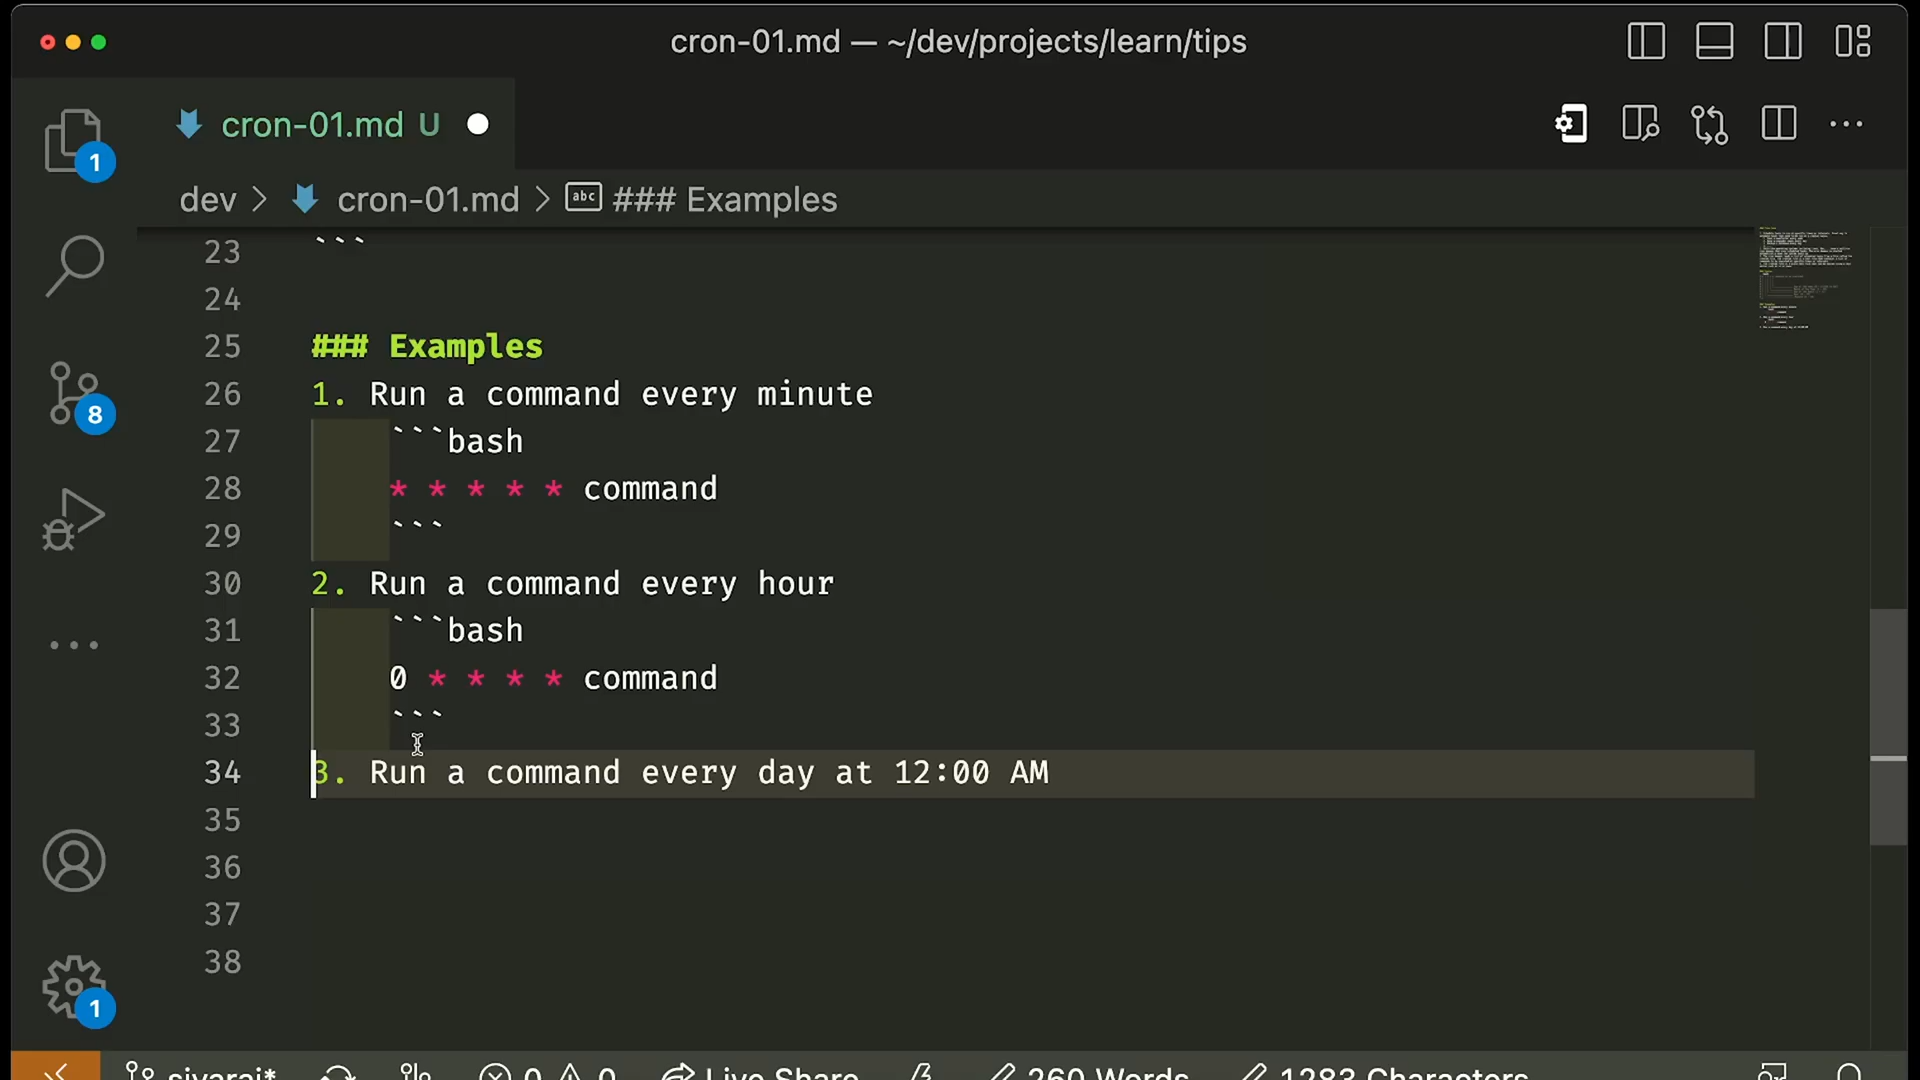 cron-01.md — ~/dev/projects/learn/tips
cron-01.md U
1
dev > cron-01.md > ### Examples
23 ```
24
25 ### Examples
26 1. Run a command every minute
27 ```bash
28 * * * * * command
29 ```
30 2. Run a command every hour
31 ```bash
32 0 * * * * command
33 ```
34 3. Run a command every day at 12:00 AM
35
36
37
38
8
1
sivaraj* 0 0 Live Share 260 Words 1283 Characters